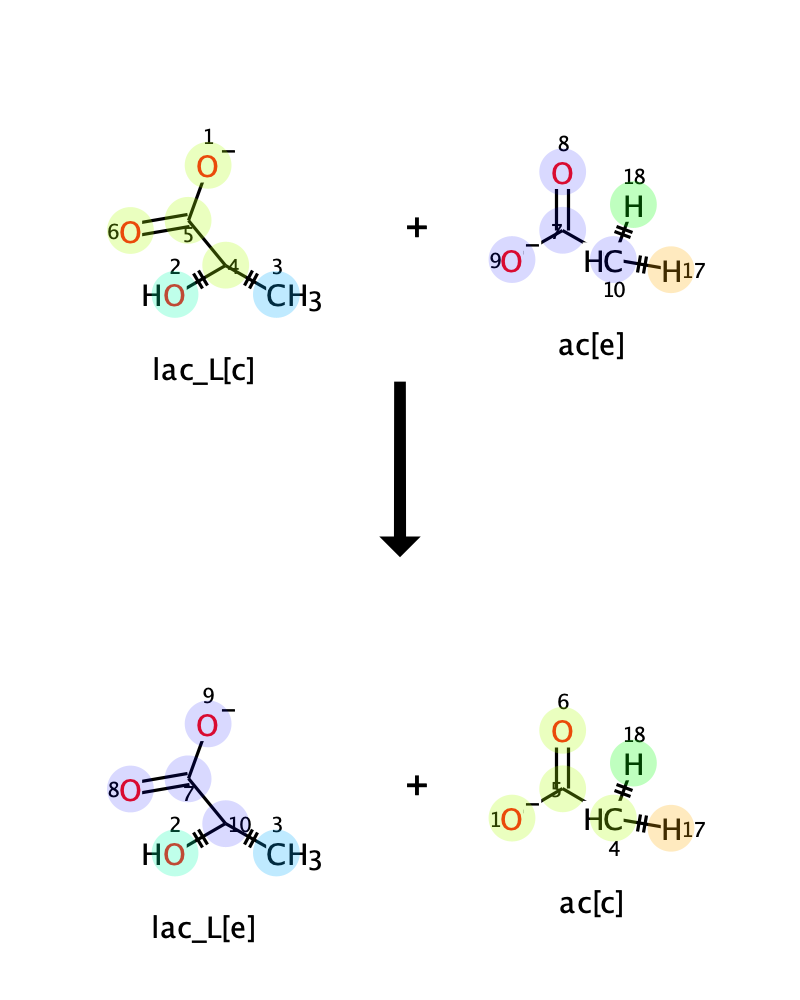 1
O−
8
O
18
H
6O
5
+
7
9O−
HC
H17
2
4
3
HO
CH3
10
lac_L[c]
ac[e]
9
O−
6
O
18
H
8O
7
+
5
1O−
HC
H17
2
10
3
HO
CH3
4
lac_L[e]
ac[c]